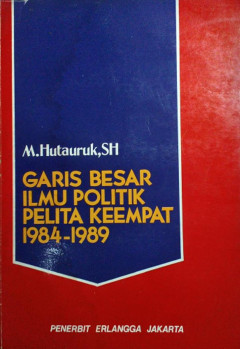 M.Hutauruk,SH
GARIS BESAR
ILMU POLITIK
PELITA KEEMPAT
1984-1989
PENERBIT ERLANGGA JAKARTA